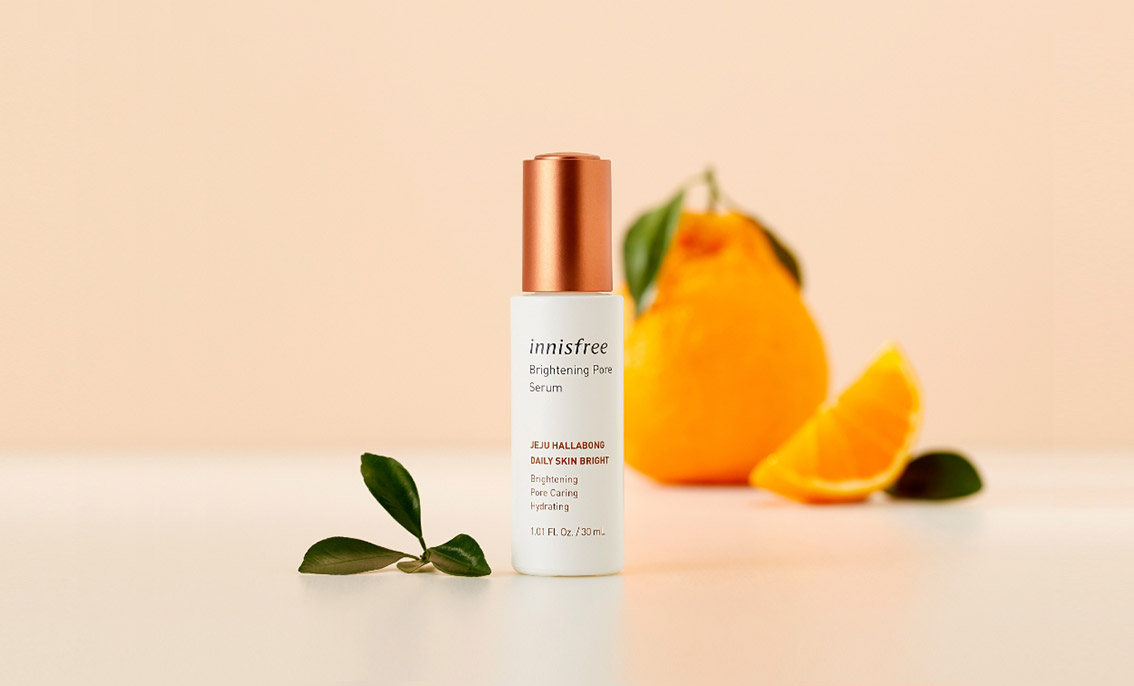 innisfree
Brightening Pore
Serum
JEJU HALLABONG
DAILY SKIN BRIGHT
Brightening
Pore Caring
Hydrating
1.01 Fl. Oz. / 30 mL